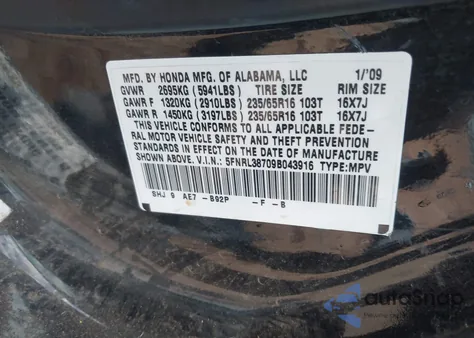 MFD. BY HONDA MFG. OF ALABAMA, LLC 1/'09
GVWR 2695KG (5941LBS) TIRE SIZE RIM SIZE
GAWR F 1320KG (2910LBS) 235/65R16 103T 16X7J
GAWR R 1450KG (3197LBS) 235/65R16 103T 16X7J
THIS VEHICLE CONFORMS TO ALL APPLICABLE FEDE-
RAL MOTOR VEHICLE SAFETY AND THEFT PREVENTION
STANDARDS IN EFFECT ON THE DATE OF MANUFACTURE
SHOWN ABOVE. V.I.N.: 5FNRL38709B043916 TYPE:MPV
SHJ 9 AE7 -B92P -F -B
autoSnap